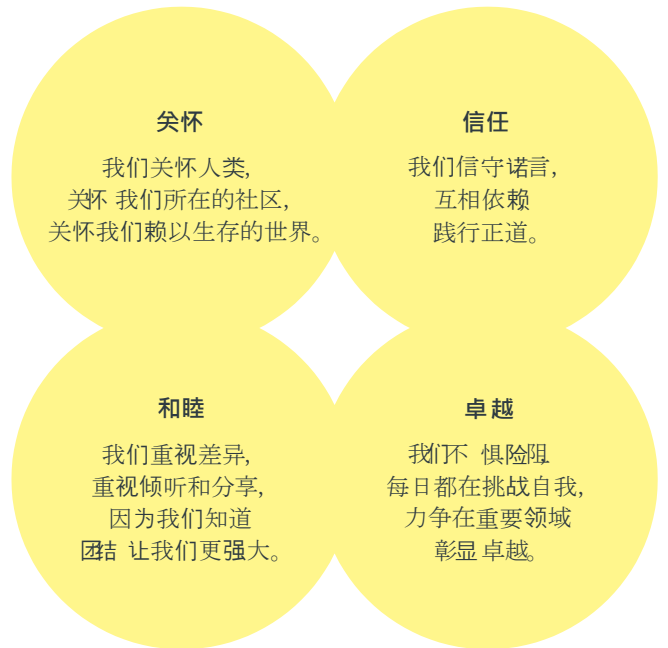 关怀
我们关怀人类,
关怀 我们所在的社区,
关怀我们赖以生存的世界。
信任
我们信守诺言,
互相依赖
践行正道。
和睦
我们重视差异,
重视倾听和分享,
因为我们知道
团结 让我们更强大。
卓越
我们不 惧险阻,
每日都在挑战自我,
力争在重要领域
彰显 卓越。